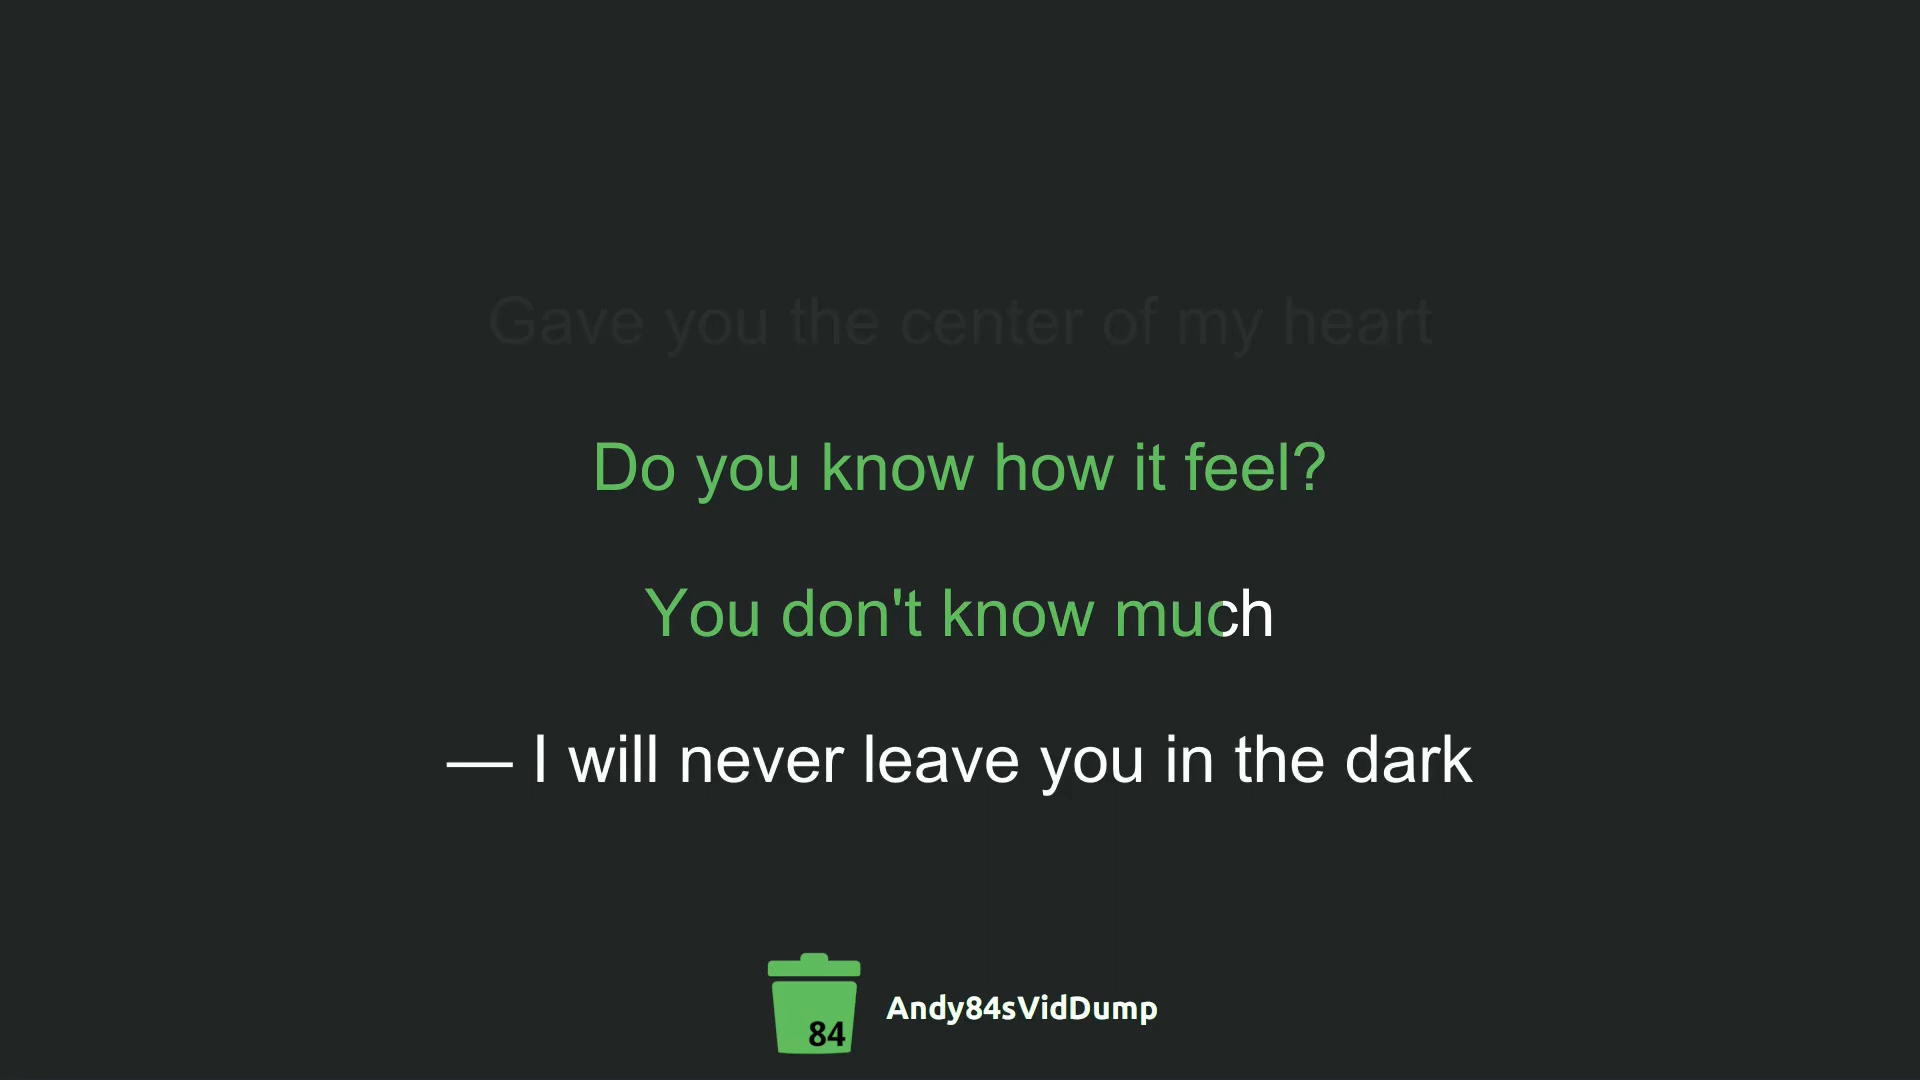 Gave you the center of my heart
Do you know how it feel?
You don't know much
— I will never leave you in the dark
84
Andy84sVidDump